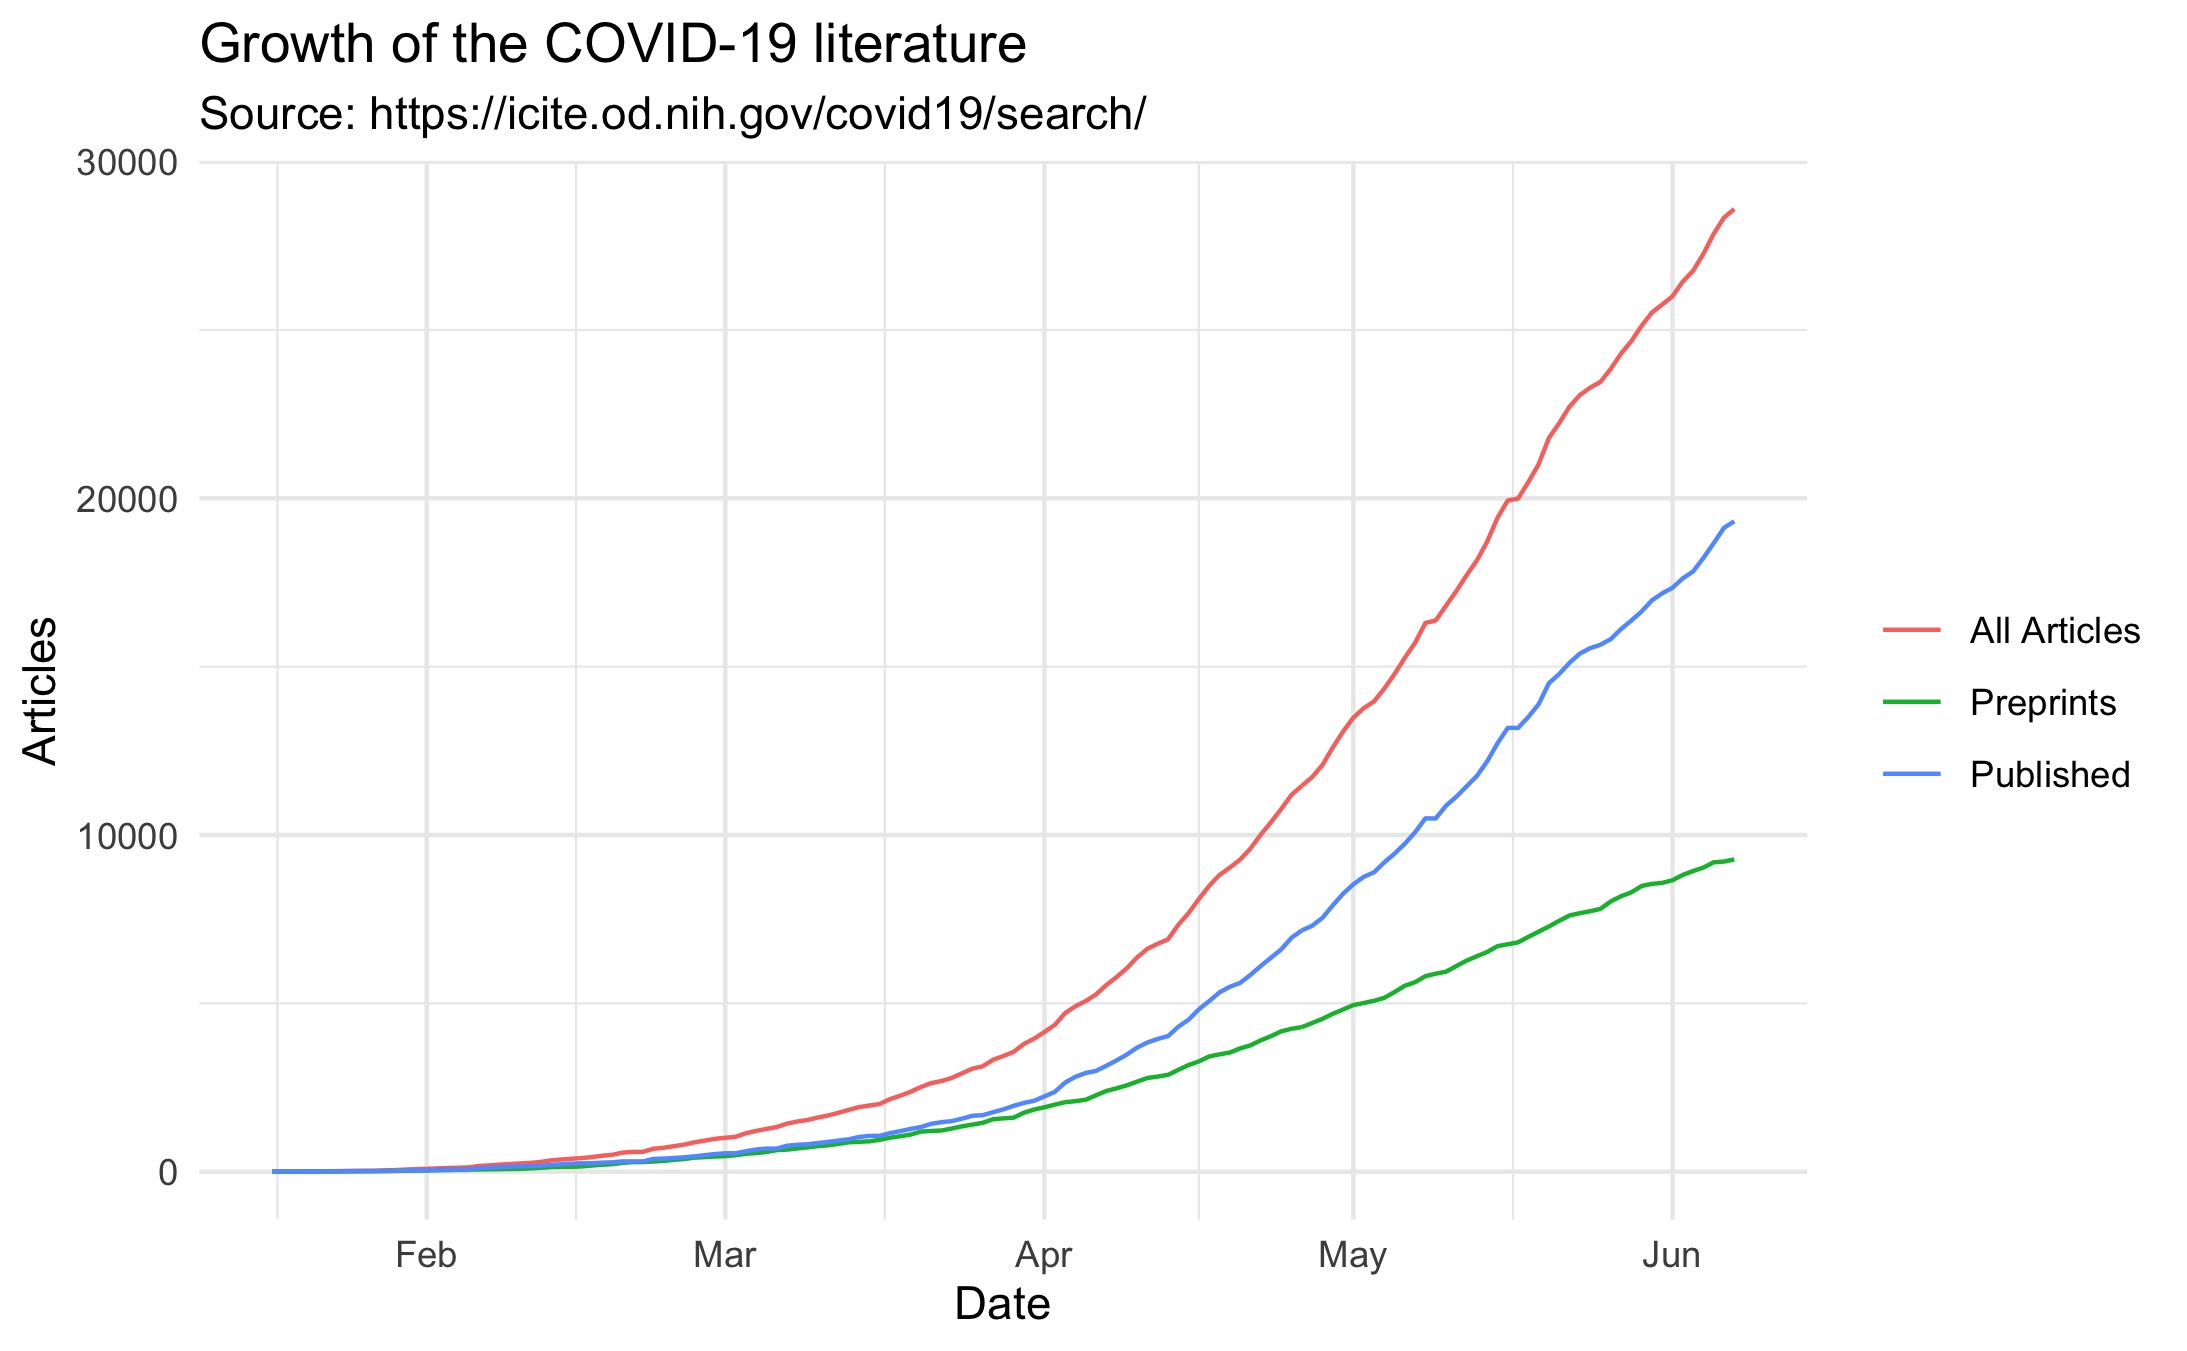 Growth of the COVID-19 literature
Source: https://icite.od.nih.gov/covid19/search/
30000
20000
10000
0
Articles
Feb Mar Apr May Jun
Date
All Articles
Preprints
Published